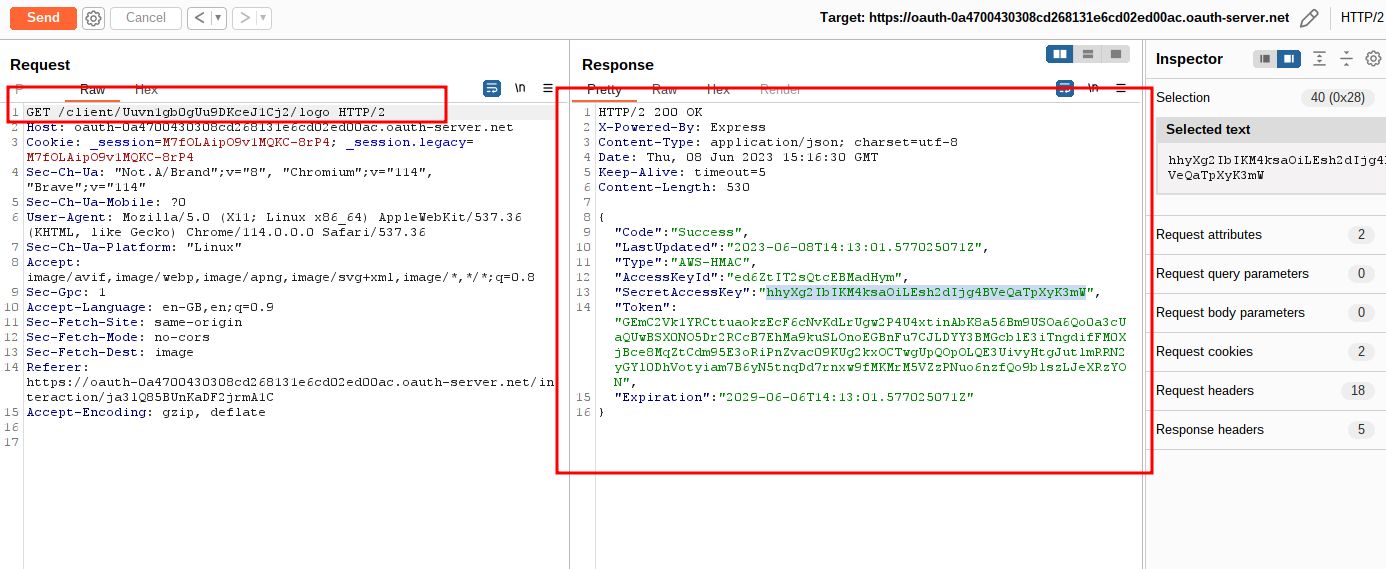 Send
Cancel
Target: https://oauth-0a4700430308cd268131e6cd02ed00ac.oauth-server.net
HTTP/2
Request
Raw
Hex
\n
1 GET /client/Uuvn1gb0gUu9DKceJ1Cj2/logo HTTP/2
2 Host: oauth-0a4700430308cd268131e6cd02ed00ac.oauth-server.net
3 Cookie: _session=M7fOLAipO9v1MQKC-8rP4; _session.legacy=
M7fOLAipO9v1MQKC-8rP4
4 Sec-Ch-Ua: "Not.A/Brand";v="8", "Chromium";v="114",
"Brave";v="114"
5 Sec-Ch-Ua-Mobile: ?0
6 User-Agent: Mozilla/5.0 (X11; Linux x86_64) AppleWebKit/537.36
(KHTML, like Gecko) Chrome/114.0.0.0 Safari/537.36
7 Sec-Ch-Ua-Platform: "Linux"
8 Accept:
image/avif,image/webp,image/apng,image/svg+xml,image/*,*/*;q=0.8
9 Sec-Gpc: 1
10 Accept-Language: en-GB,en;q=0.9
11 Sec-Fetch-Site: same-origin
12 Sec-Fetch-Mode: no-cors
13 Sec-Fetch-Dest: image
14 Referer:
https://oauth-0a4700430308cd268131e6cd02ed00ac.oauth-server.net/in
teraction/ja3lQ85BUnKaDF2jrmA1C
15 Accept-Encoding: gzip, deflate
16
17
Response
Pretty
Raw
Hex
Render
\n
1 HTTP/2 200 OK
2 X-Powered-By: Express
3 Content-Type: application/json; charset=utf-8
4 Date: Thu, 08 Jun 2023 15:16:30 GMT
5 Keep-Alive: timeout=5
6 Content-Length: 530
7
8 {
9 "Code":"Success",
10 "LastUpdated":"2023-06-08T14:13:01.577025071Z",
11 "Type":"AWS-HMAC",
12 "AccessKeyId":"ed6ZtIT2sQtcEBMadHym",
13 "SecretAccessKey":"hhyXg2IbIKM4ksaOiLEsh2dIjg4BVeQaTpXyK3mW",
14 "Token":
"GEmC2Vk1YRCttuaokzEcF6cNvKdLrUgw2P4U4xtinAbK8a56Bm9USOa6QoOa3cU
aQUwBSXON5Dr2RCcB7EhMa9kuSLOnoEGBnFu7CJLDYY3BMGcblE3iTngdifFM0X
jBce8MqZtCdm95E3oRiPnZvacO9KUg2kxOCTwgUpQOpOLQE3UivyHtgJutlmRRN2
yGYlODhVotyiam7B6yN5tnqDd7rnxw9fMKMrM5VZzPNuo6nzfQo9blszLJeXRzYO
N",
15 "Expiration":"2029-06-06T14:13:01.577025071Z"
16 }
Inspector
Selection
40 (0x28)
Selected text
hhyXg2IbIKM4ksaOiLEsh2dIjg4
VeQaTpXyK3mW
Request attributes
2
Request query parameters
0
Request body parameters
0
Request cookies
2
Request headers
18
Response headers
5